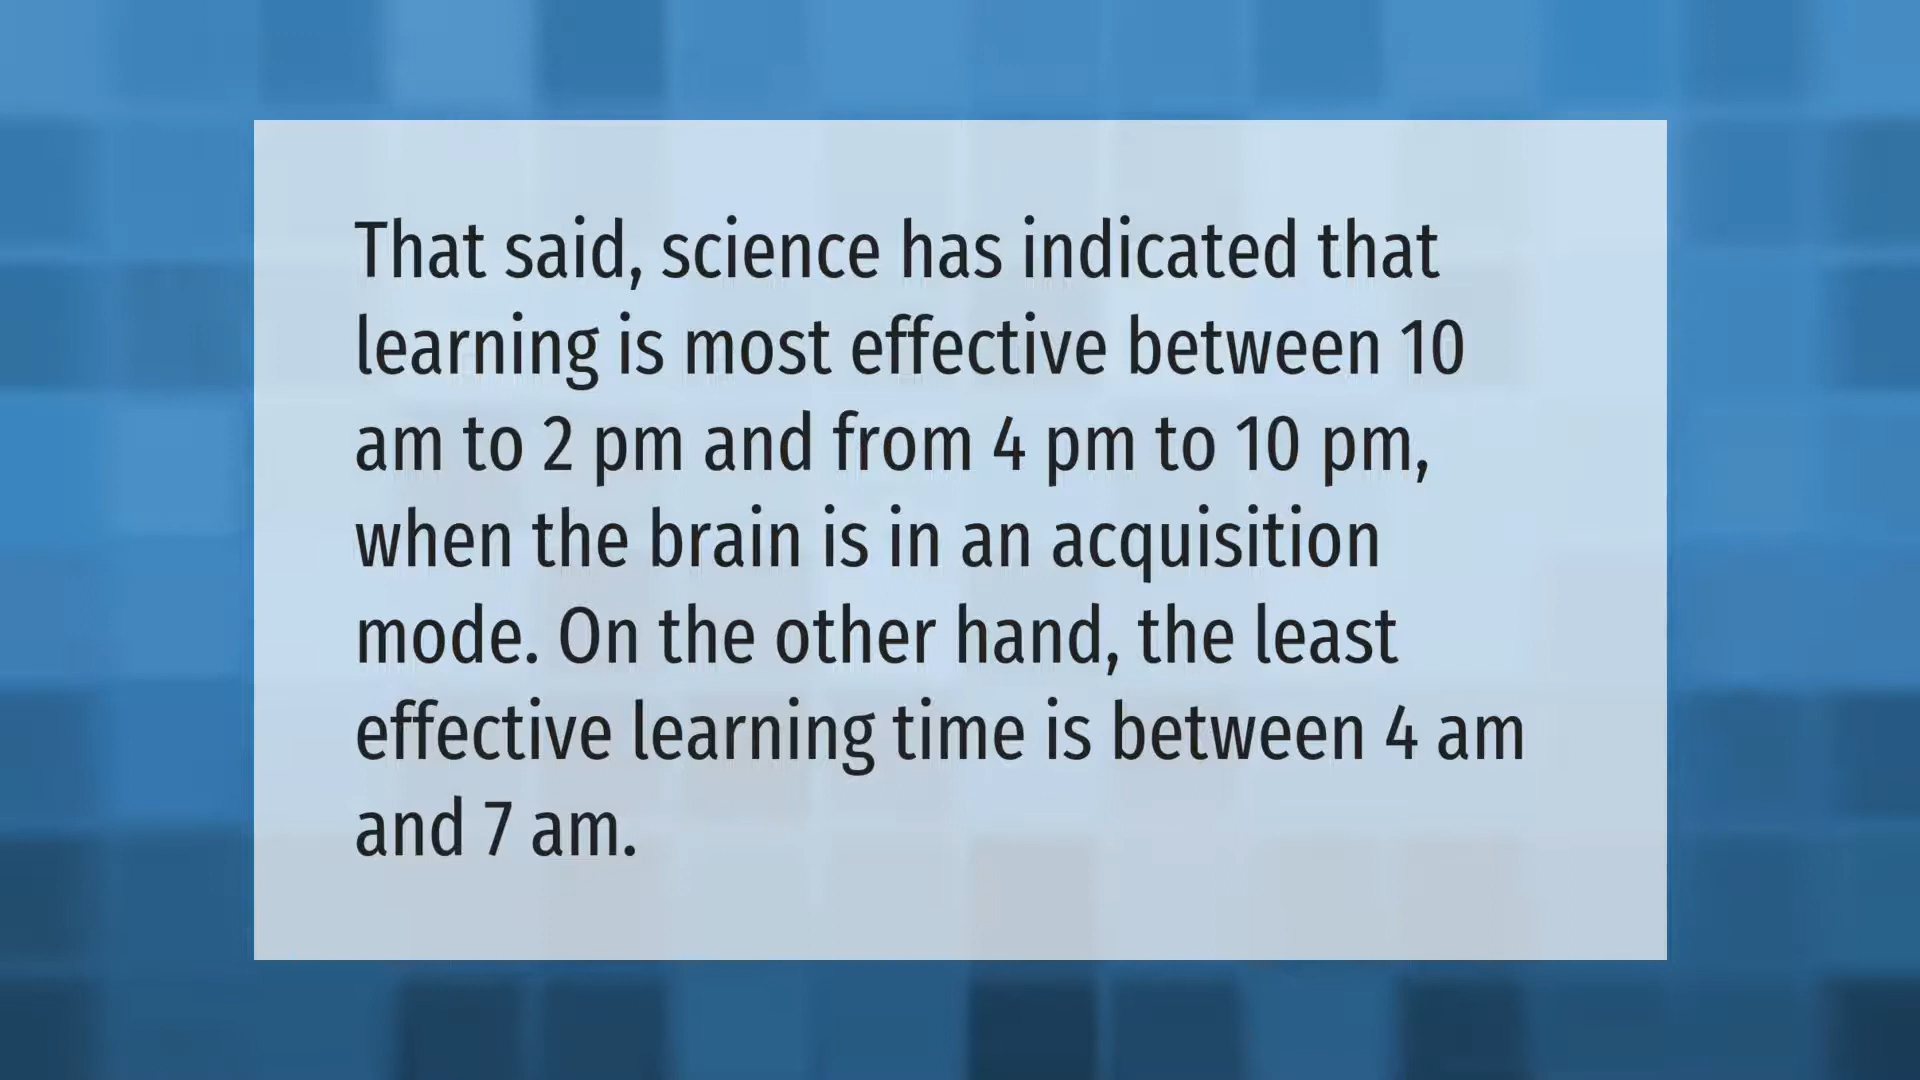 That said, science has indicated that
learning is most effective between 10
am to 2 pm and from 4 pm to 10 pm,
when the brain is in an acquisition
mode. On the other hand, the least
effective learning time is between 4 am
and 7 am.